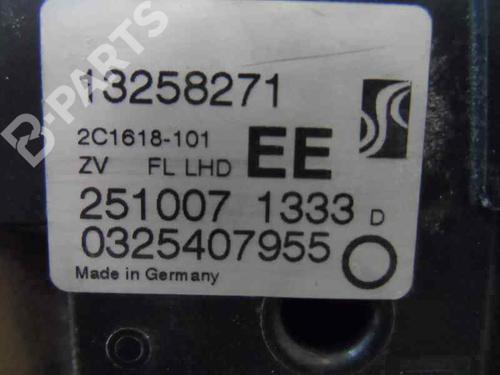 B-PARTS
13258271
2C1618-101
ZV FL LHD EE
251007 1333 D
0325407955
Made in Germany